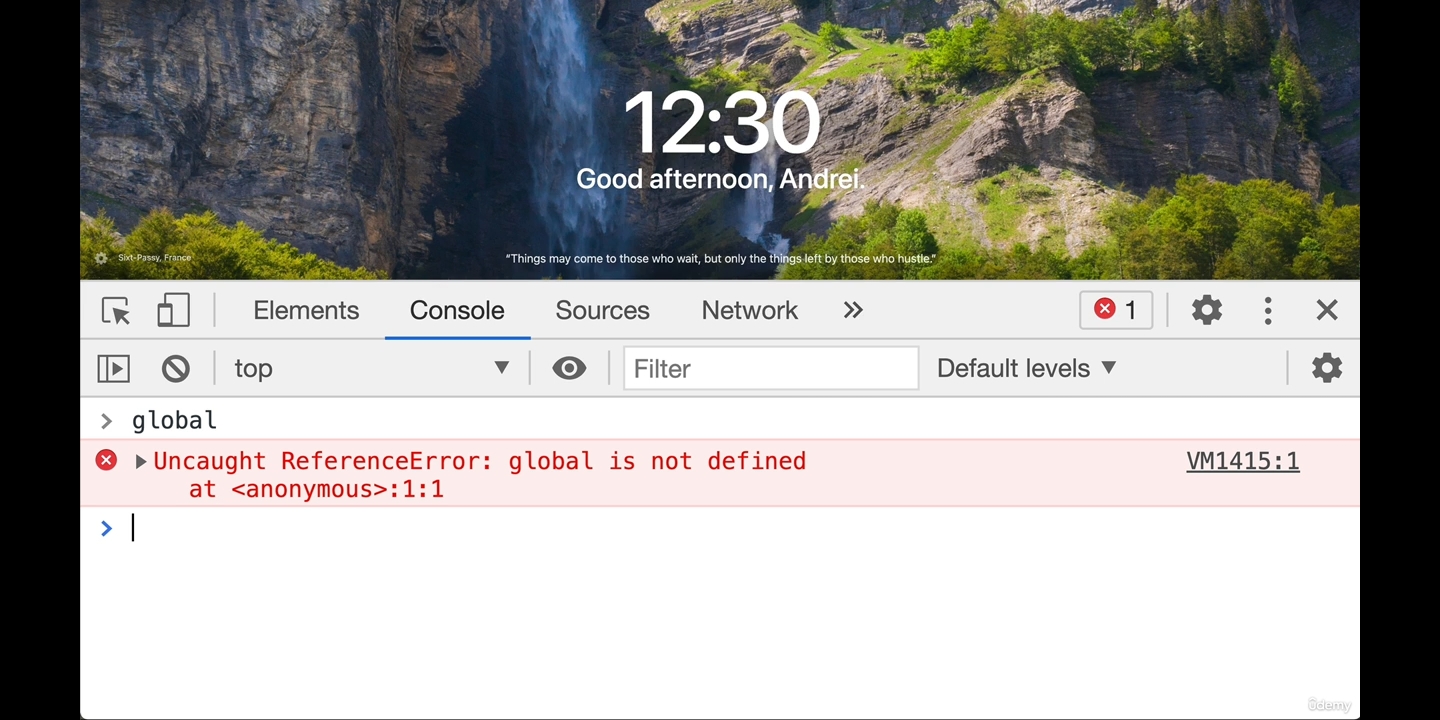 12:30
Good afternoon, Andrei.
Sixt-Passy, France
“Things may come to those who wait, but only the things left by those who hustle.”
Elements Console Sources Network 1
top Filter Default levels
global
Uncaught ReferenceError: global is not defined VM1415:1
at <anonymous>:1:1
ûdemy